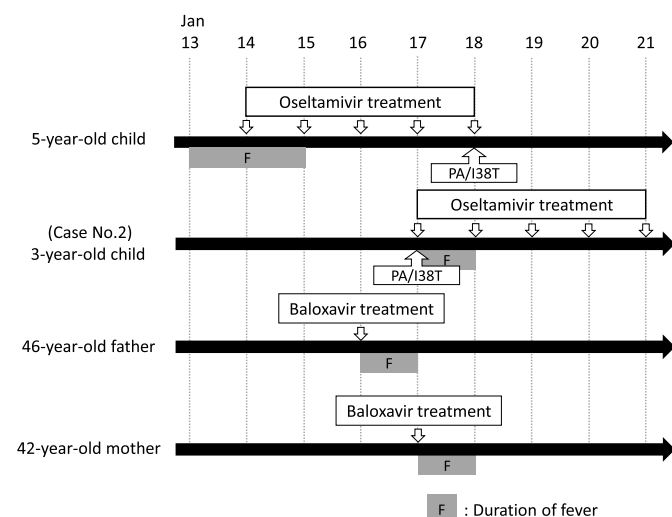 Jan
13 14 15 16 17 18 19 20 21
Oseltamivir treatment
5-year-old child
F
PA/I38T
Oseltamivir treatment
(Case No.2)
3-year-old child
F
PA/I38T
Baloxavir treatment
46-year-old father
F
Baloxavir treatment
42-year-old mother
F
F : Duration of fever